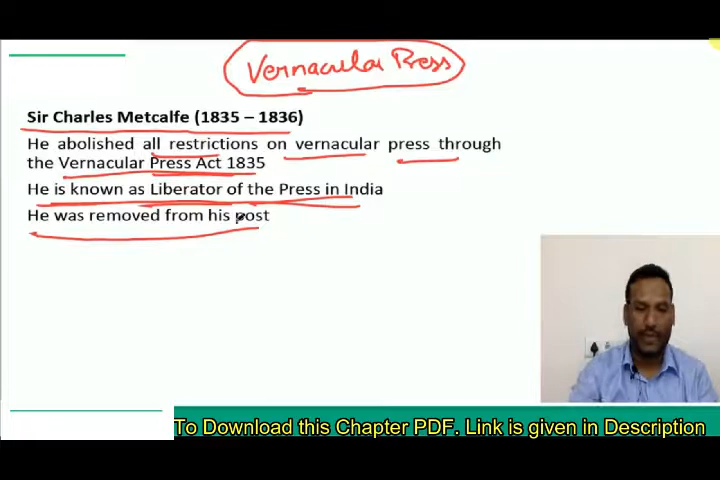 Vernacular Press
Sir Charles Metcalfe (1835 – 1836)
He abolished all restrictions on vernacular press through
the Vernacular Press Act 1835
He is known as Liberator of the Press in India
He was removed from his post
To Download this Chapter PDF. Link is given in Description